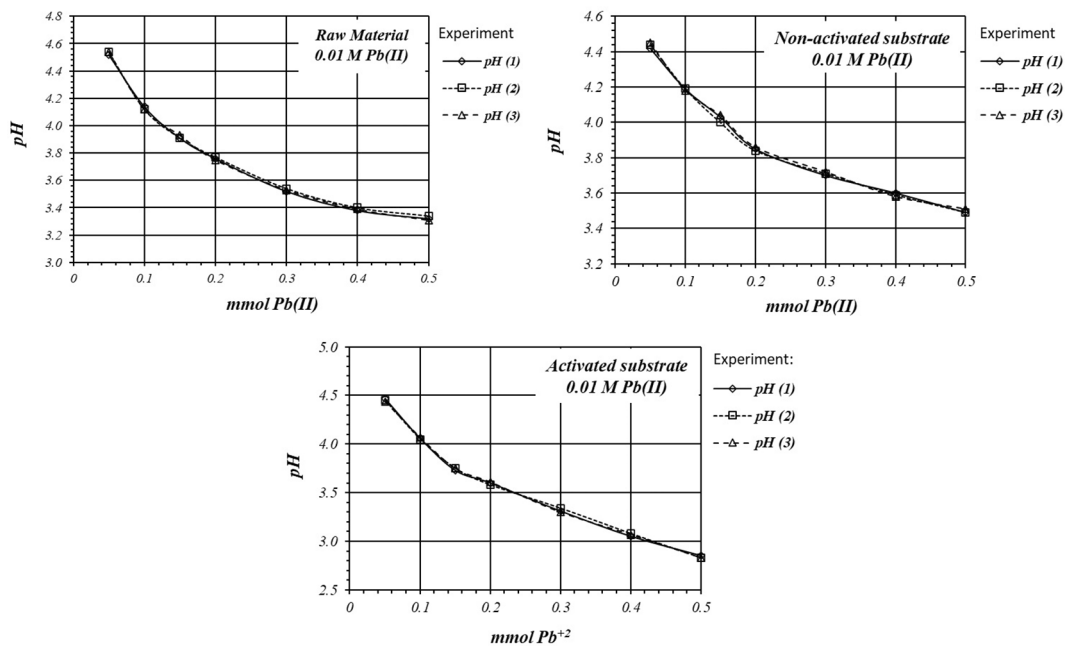 Raw Material
0.01 M Pb(II)
Experiment
pH (1)
pH (2)
pH (3)
pH
4.8
4.6
4.4
4.2
4.0
3.8
3.6
3.4
3.2
3.0
0
0.1
0.2
0.3
0.4
0.5
mmol Pb(II)
Non-activated substrate
0.01 M Pb(II)
Experiment
pH (1)
pH (2)
pH (3)
pH
4.6
4.4
4.2
4.0
3.8
3.6
3.4
3.2
0
0.1
0.2
0.3
0.4
0.5
mmol Pb(II)
Activated substrate
0.01 M Pb(II)
Experiment:
pH (1)
pH (2)
pH (3)
pH
5.0
4.5
4.0
3.5
3.0
2.5
0
0.1
0.2
0.3
0.4
0.5
mmol Pb⁺²